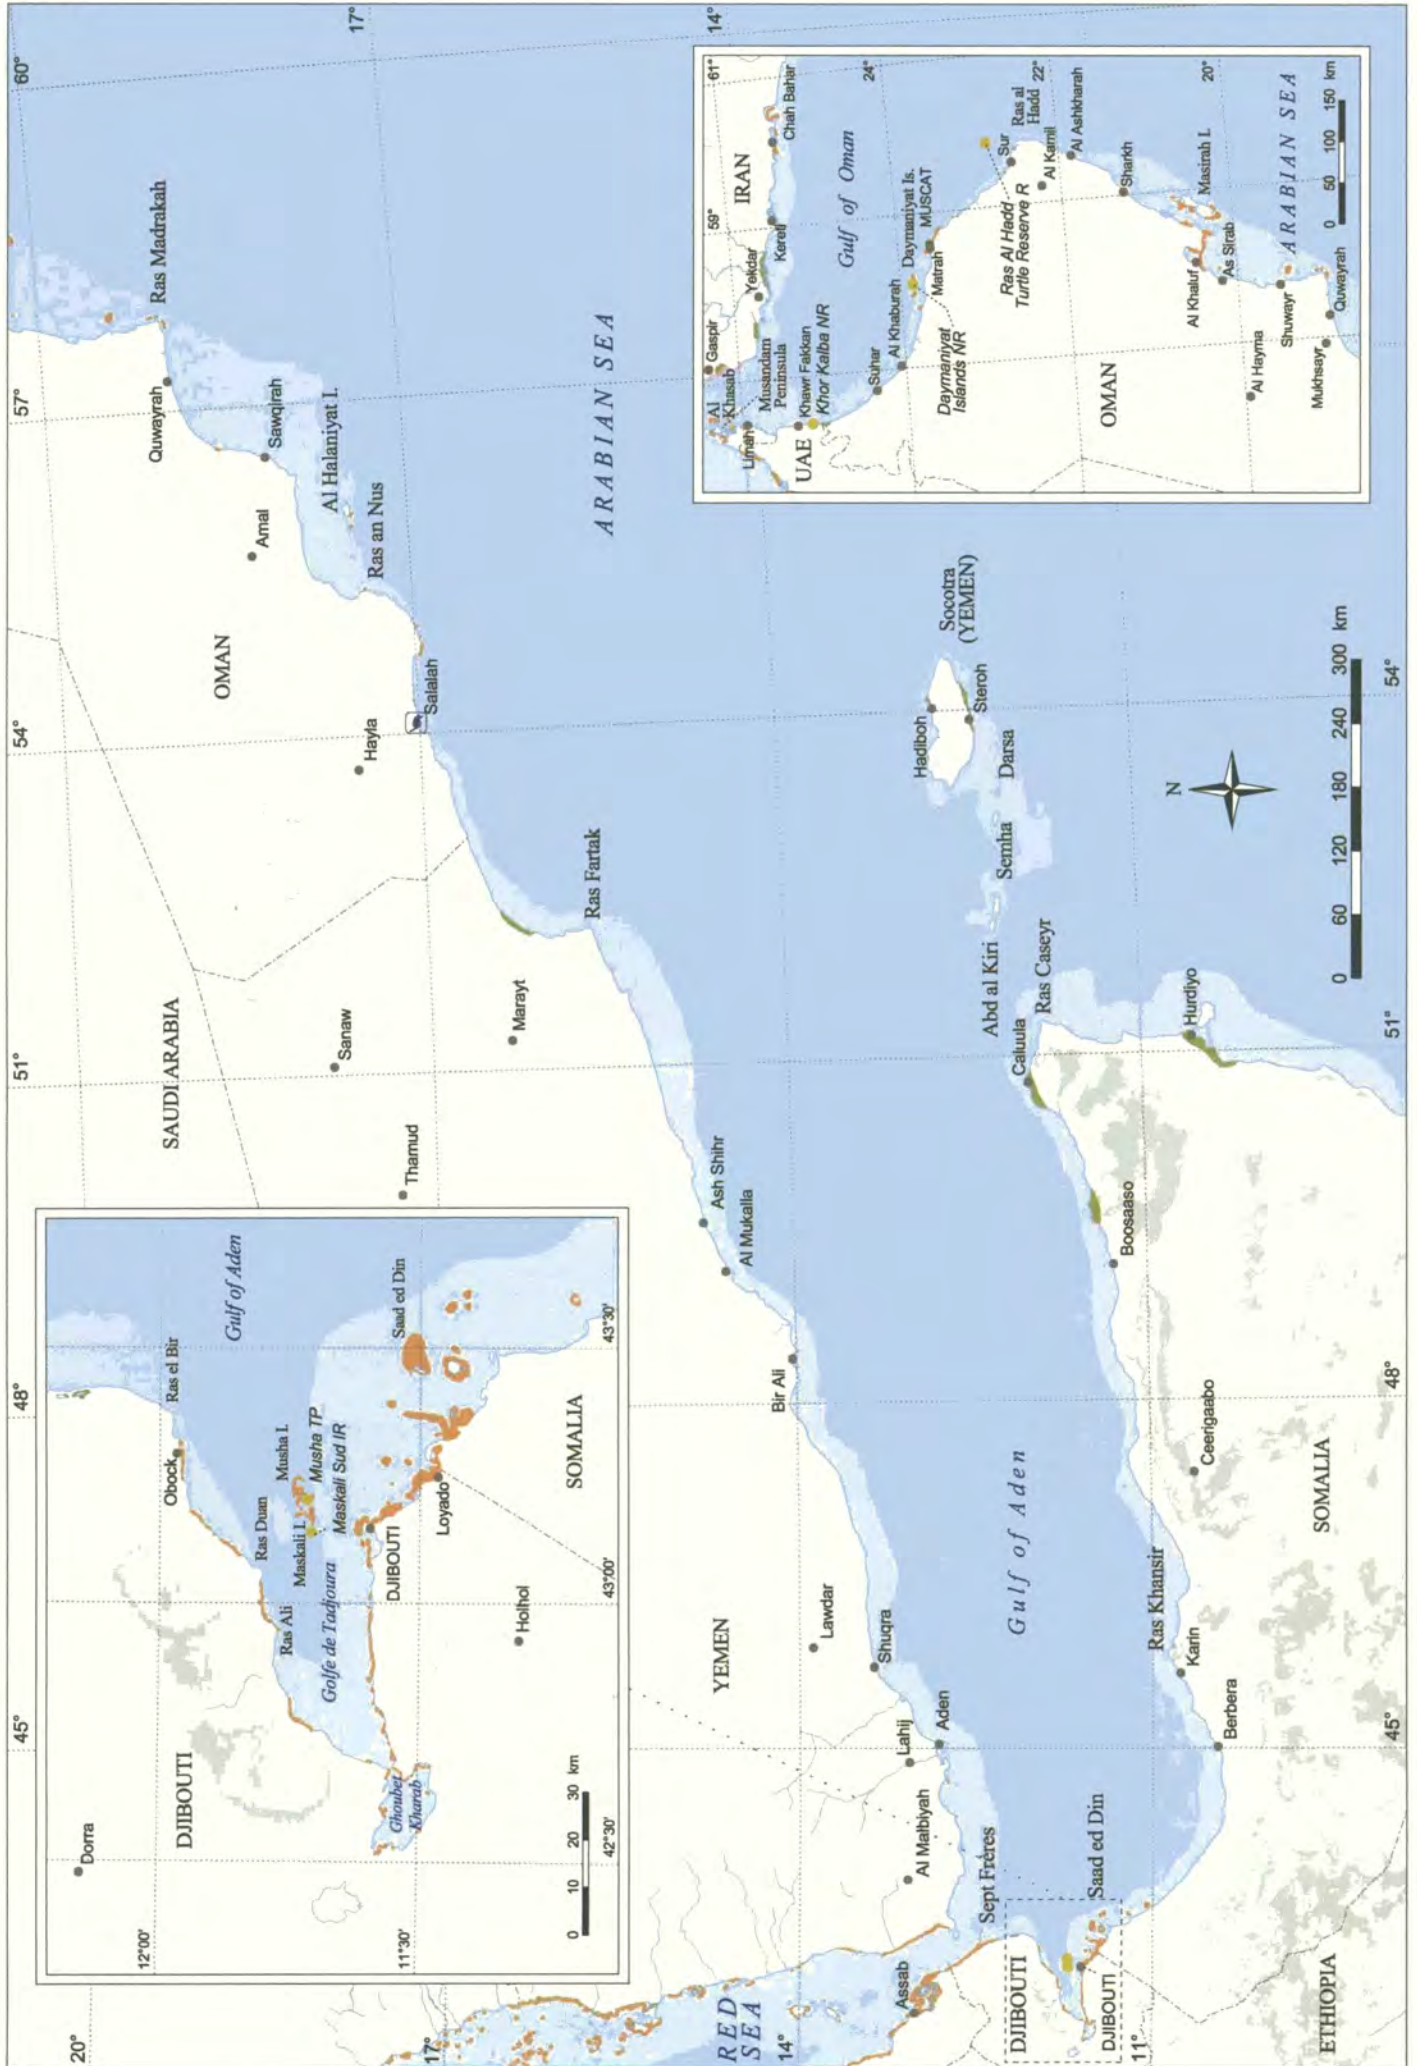 45°
48°
51°
54°
57°
60°
20°
17°
RED
SEA
14°
11°
Dorra
12°00'
DJIBOUTI
Obock
Ras el Bir
Gulf of Aden
Ras Duan
Ras Ali
Maskali I.
Musha I.
Musha TP
Maskali Sud IR
Golfe de Tadjoura
Ghoubet
Kharab
DJIBOUTI
Loyado
Saad ed Din
11°30'
Holhol
SOMALIA
0 10 20 30
km
42°30'
43°00'
43°30'
SAUDI ARABIA
Thamud
Sanaw
Marayt
OMAN
Hayla
Amal
Salalah
Quwayrah
Sawqirah
Ras Madrakah
Al Halaniyat I.
Ras an Nus
17°
Ras Fartak
ARABIAN SEA
14°
YEMEN
Lawdar
Shuqra
Lahij
Aden
Al Malbiyah
Bir Ali
Al Mukalla
Ash Shihr
Assab
Sept Frères
DJIBOUTI
DJIBOUTI
Saad ed Din
Gulf of Aden
Ras Khansir
Karin
Berbera
Ceerigaabo
Boosaaso
Caluula
Ras Caseyr
Abd al Kiri
Hurdiyo
Semha
Darsa
Hadiboh
Steroh
Socotra
(YEMEN)
SOMALIA
ETHIOPIA
N
0 60 120 180 240 300 km
45°
48°
51°
54°
59°
61°
Al
Khasab
Gaspir
Limah
Musandam
Peninsula
Yekdar
Kereti
IRAN
Chah Bahar
UAE
Khawr Fakkan
Khor Kalba NR
Gulf of Oman
24°
Suhar
Al Khaburah
Daymaniyat Is.
Matrah
MUSCAT
Daymaniyat
Islands NR
Ras Al Hadd
Turtle Reserve R
Sur
Ras al
Hadd
Al Kamil
22°
Al Ashkharah
OMAN
Sharkh
Masirah I.
Al Khaluf
As Sirab
20°
Al Hayma
Shuwayr
Mukhsayr
Quwayrah
ARABIAN SEA
0 50 100 150
km